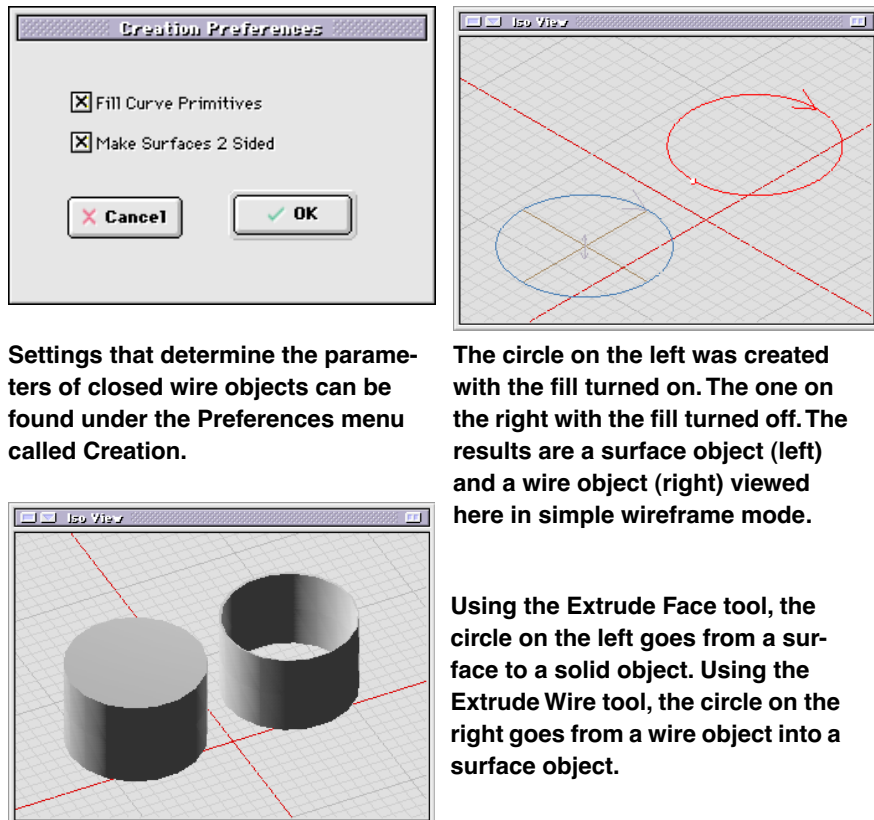 Creation Preferences
Fill Curve Primitives
Make Surfaces 2 Sided
Cancel
OK
Settings that determine the parame-
ters of closed wire objects can be
found under the Preferences menu
called Creation.
Iso View
The circle on the left was created
with the fill turned on. The one on
the right with the fill turned off. The
results are a surface object (left)
and a wire object (right) viewed
here in simple wireframe mode.
Iso View
Using the Extrude Face tool, the
circle on the left goes from a sur-
face to a solid object. Using the
Extrude Wire tool, the circle on the
right goes from a wire object into a
surface object.